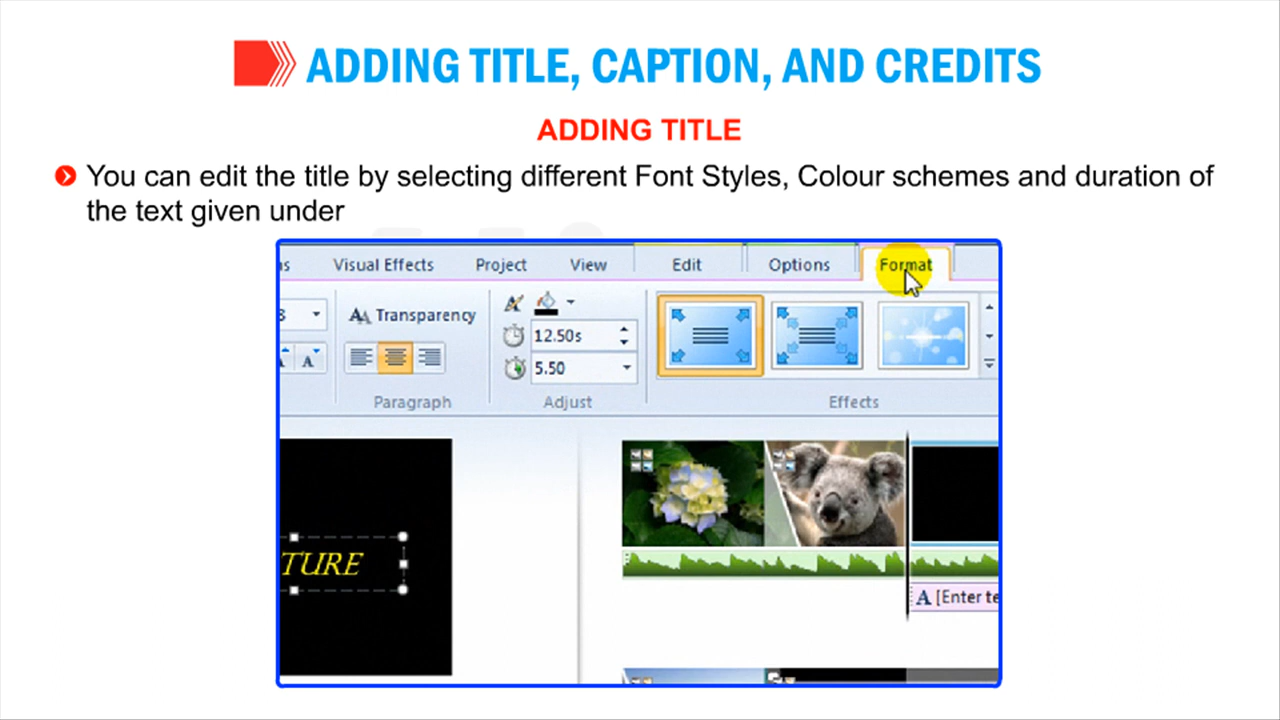 ADDING TITLE, CAPTION, AND CREDITS
ADDING TITLE
You can edit the title by selecting different Font Styles, Colour schemes and duration of
the text given under
Visual Effects Project View Edit Options Format
Transparency
12.50s
5.50
Paragraph Adjust Effects
TURE
A [Enter te